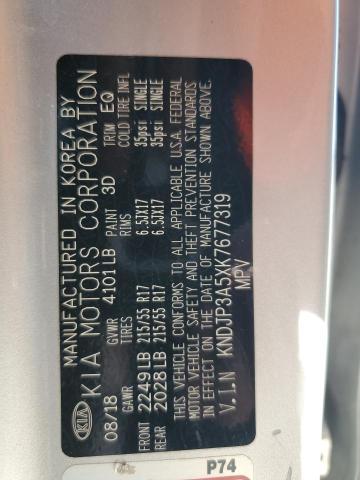 MANUFACTURED IN KOREA BY
KIA KIA MOTORS CORPORATION
08/18 GVWR 4101LB PAINT 3D TRIM EQ
GAWR TIRES RIMS COLD TIRE INFL
FRONT 2249LB 215/55 R17 6.5JX17 35psi SINGLE
REAR 2028LB 215/55 R17 6.5JX17 35psi SINGLE
THIS VEHICLE CONFORMS TO ALL APPLICABLE U.S.A. FEDERAL
MOTOR VEHICLE SAFETY AND THEFT PREVENTION STANDARDS
IN EFFECT ON THE DATE OF MANUFACTURE SHOWN ABOVE.
V.I.N KNDJP3A5XK7677319
MPV
P74